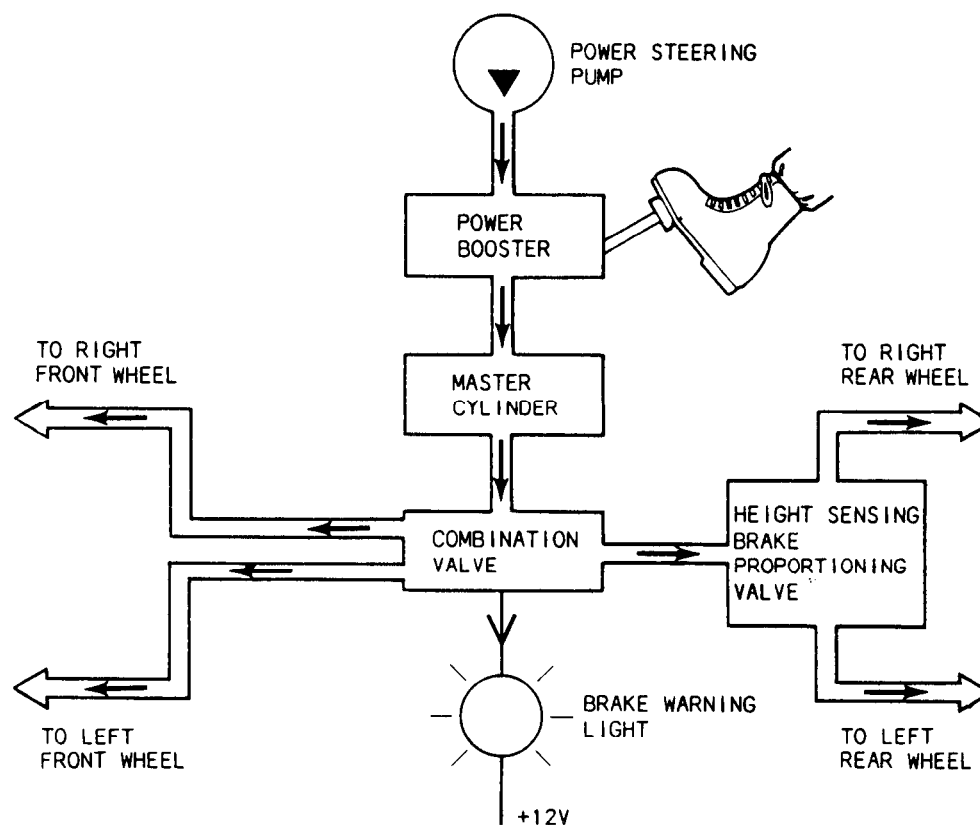 POWER STEERING
PUMP
POWER
BOOSTER
TO RIGHT
FRONT WHEEL
MASTER
CYLINDER
TO RIGHT
REAR WHEEL
COMBINATION
VALVE
HEIGHT SENSING
BRAKE
PROPORTIONING
VALVE
TO LEFT
FRONT WHEEL
BRAKE WARNING
LIGHT
TO LEFT
REAR WHEEL
+12V